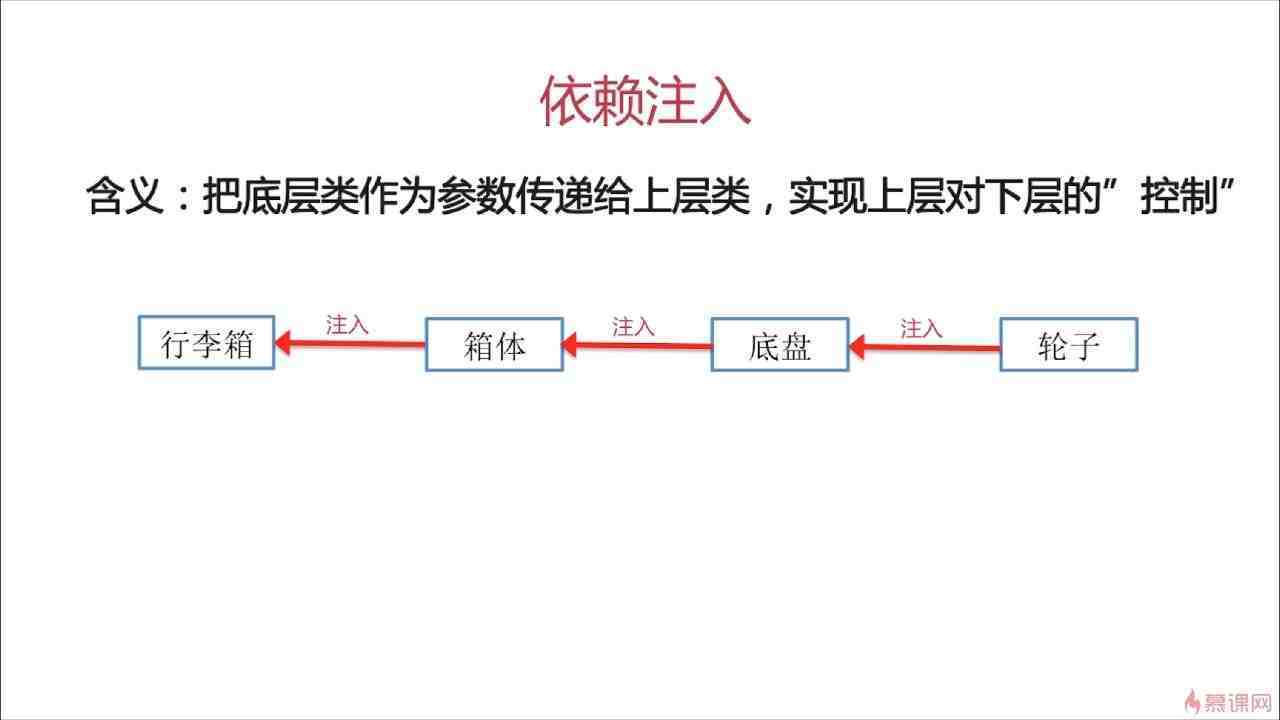 依赖注入
含义：把底层类作为参数传递给上层类，实现上层对下层的”控制”
注入 注入 注入
行李箱 箱体 底盘 轮子
慕课网